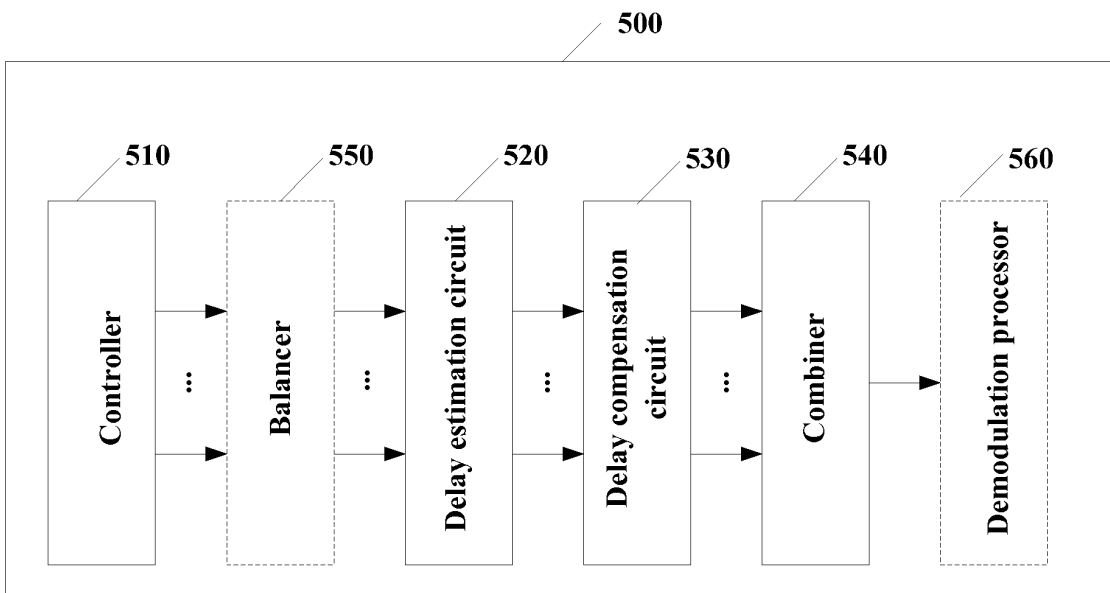 500
510
550
520
530
540
560
Controller
...
Balancer
...
Delay estimation circuit
...
Delay compensation
circuit
...
Combiner
Demodulation processor